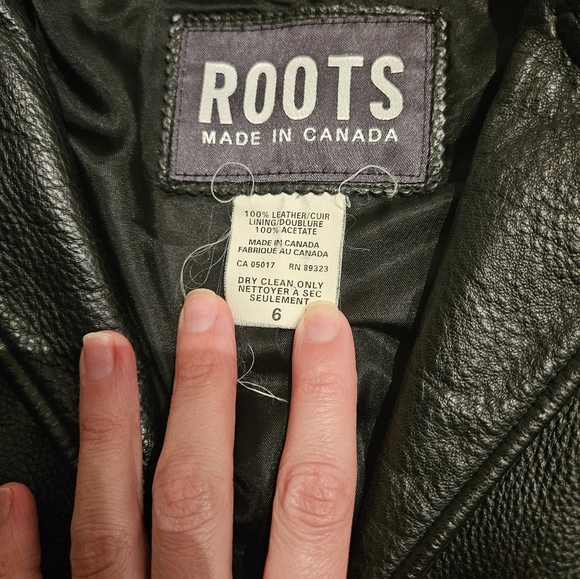 ROOTS
MADE IN CANADA
100% LEATHER/CUIR
LINING/DOUBLURE
100% ACETATE
MADE IN CANADA
FABRIQUÉ AU CANADA
CA 05017 RN 89323
DRY CLEAN ONLY
NETTOYER À SEC
SEULEMENT
6